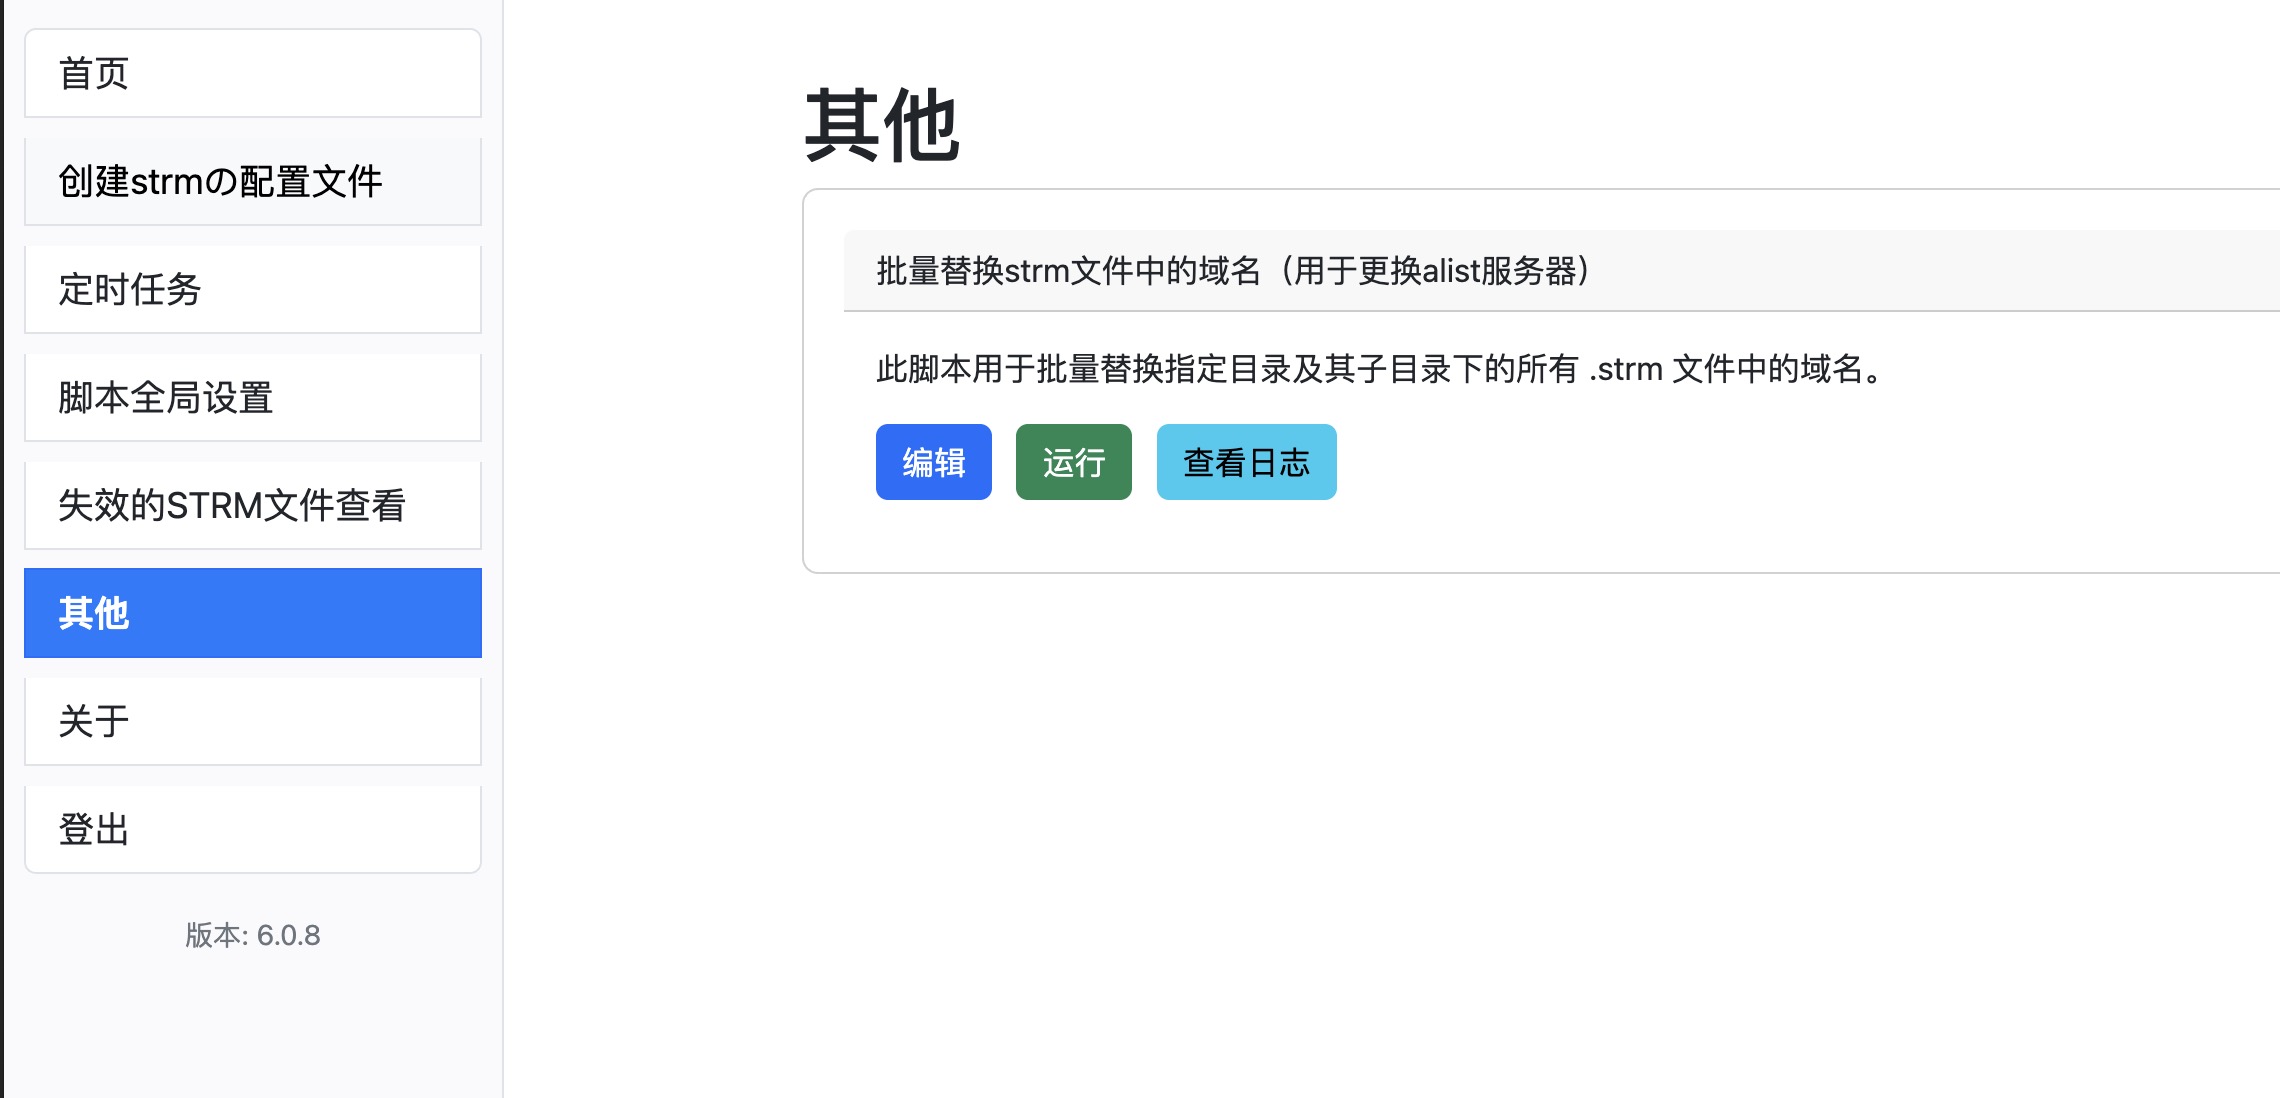 首页
创建strmの配置文件
定时任务
脚本全局设置
失效的STRM文件查看
其他
关于
登出
版本: 6.0.8
其他
批量替换strm文件中的域名（用于更换alist服务器）
此脚本用于批量替换指定目录及其子目录下的所有 .strm 文件中的域名。
编辑 运行 查看日志